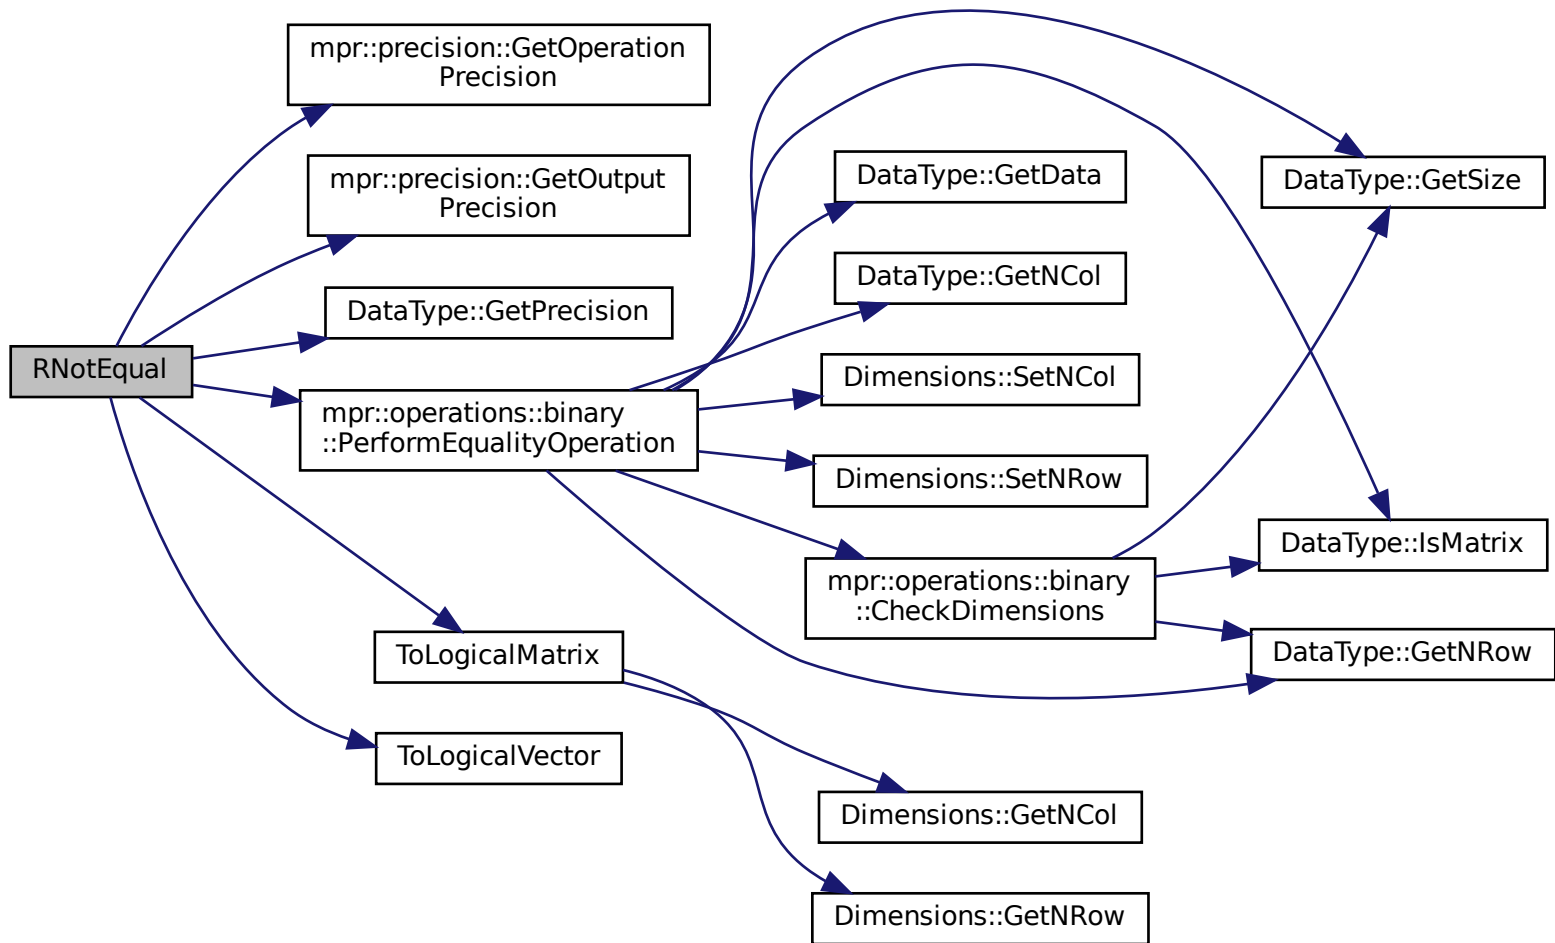 RNotEqual
mpr::precision::GetOperation
Precision
mpr::precision::GetOutput
Precision
DataType::GetPrecision
mpr::operations::binary
::PerformEqualityOperation
ToLogicalMatrix
ToLogicalVector
DataType::GetData
DataType::GetNCol
Dimensions::SetNCol
Dimensions::SetNRow
mpr::operations::binary
::CheckDimensions
Dimensions::GetNCol
Dimensions::GetNRow
DataType::GetSize
DataType::IsMatrix
DataType::GetNRow